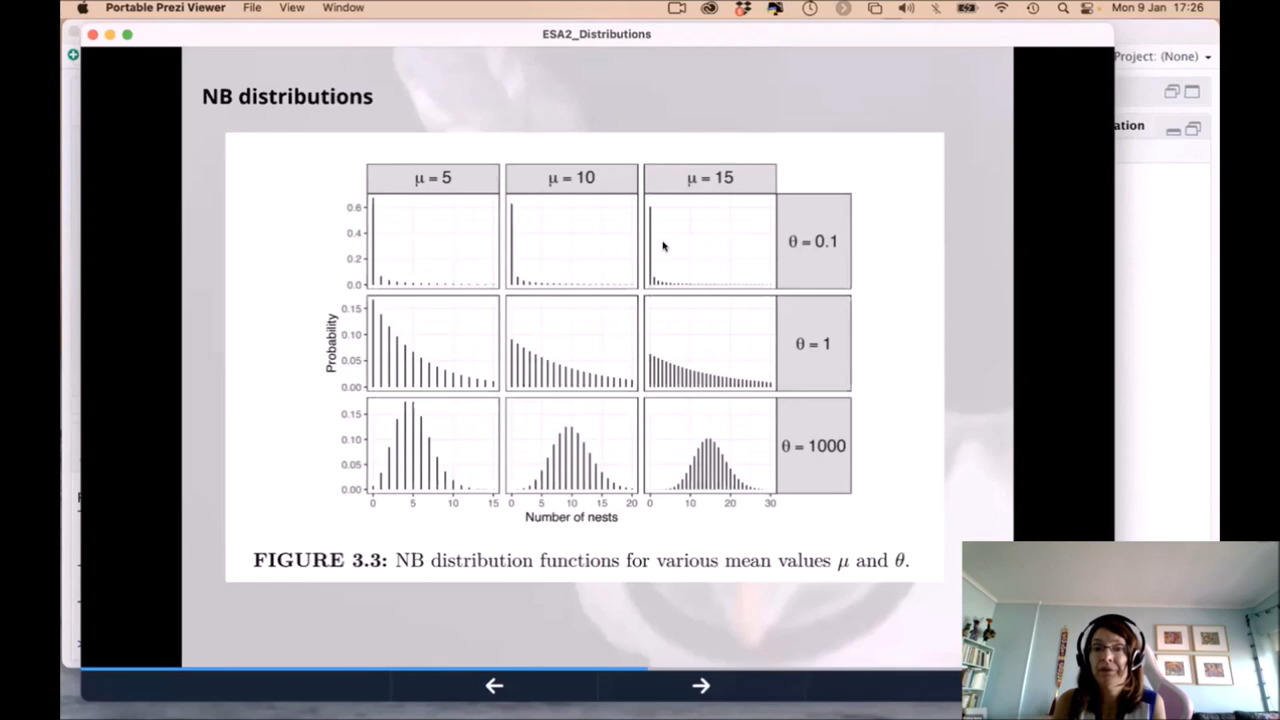 Portable Prezi Viewer File View Window Mon 9 Jan 17:26
ESA2_Distributions
Project: (None)
NB distributions
ation
μ = 5 μ = 10 μ = 15
0.6
0.4
0.2
0.0
θ = 0.1
0.15
0.10
0.05
0.00
θ = 1
0.15
0.10
0.05
0.00
θ = 1000
Probability
0 5 10 15 0 5 10 15 20 0 10 20 30
Number of nests
FIGURE 3.3: NB distribution functions for various mean values μ and θ.